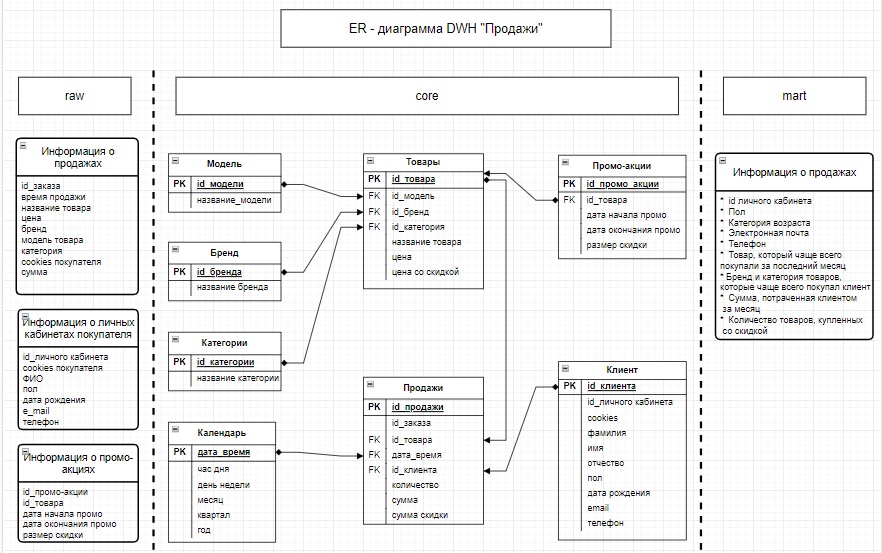 ER - диаграмма DWH "Продажи"
raw
core
mart
Информация о
продажах
id_заказа
время продажи
название товара
цена
бренд
модель товара
категория
cookies покупателя
сумма
Информация о личных
кабинетах покупателя
id_личного кабинета
cookies покупателя
ФИО
пол
дата рождения
e_mail
телефон
Информация о промо-
акциях
id_промо-акции
id_товара
дата начала промо
дата окончания промо
размер скидки
Модель
PK id_модели
название_модели
Бренд
PK id_бренда
название бренда
Категории
PK id_категории
название категории
Календарь
PK дата_время
час дня
день недели
месяц
квартал
год
Товары
PK id_товара
FK id_модель
FK id_бренд
FK id_категория
название товара
цена
цена со скидкой
Продажи
PK id_продажи
id_заказа
FK id_товара
FK дата_время
FK id_клиента
количество
сумма
сумма скидки
Промо-акции
PK id_промо_акции
FK id_товара
дата начала промо
дата окончания промо
размер скидки
Клиент
PK id_клиента
id_личного кабинета
cookies
фамилия
имя
отчество
пол
дата рождения
email
телефон
Информация о продажах
* id личного кабинета
* Пол
* Категория возраста
* Электронная почта
* Телефон
* Товар, который чаще всего
покупали за последний месяц
* Бренд и категория товаров,
которые чаще всего покупал клиент
* Сумма, потраченная клиентом
за месяц
* Количество товаров, купленных
со скидкой